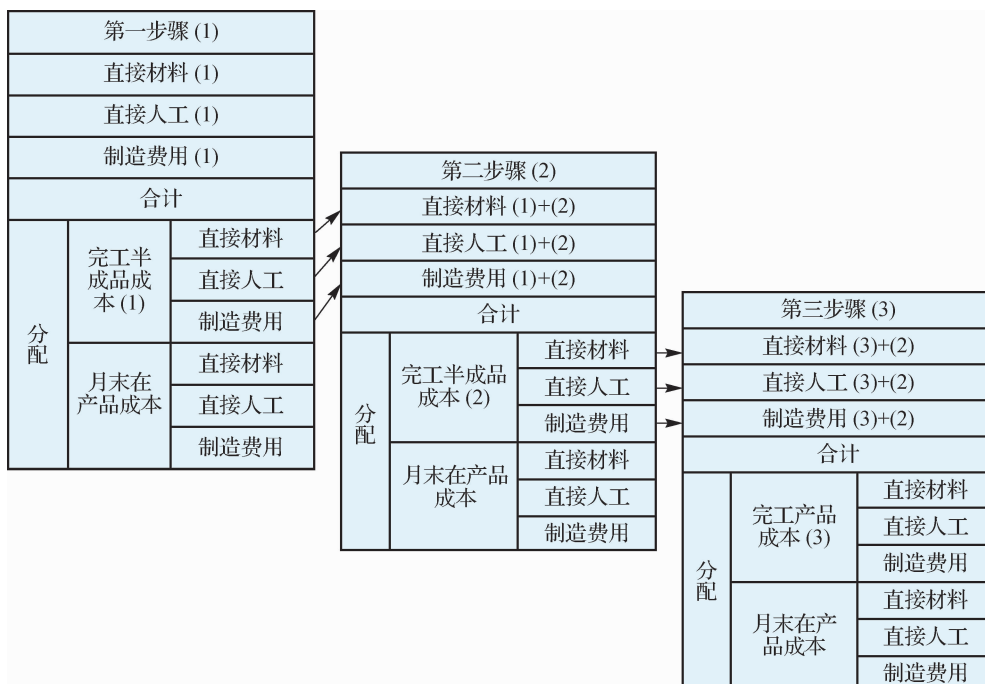 第一步骤 (1)
直接材料 (1)
直接人工 (1)
制造费用 (1)
合计
分配
完工半
成品成
本 (1)
直接材料
直接人工
制造费用
月末在
产品成本
直接材料
直接人工
制造费用
第二步骤 (2)
直接材料 (1)+(2)
直接人工 (1)+(2)
制造费用 (1)+(2)
合计
分配
完工半成品
成本 (2)
直接材料
直接人工
制造费用
月末在产品
成本
直接材料
直接人工
制造费用
第三步骤 (3)
直接材料 (3)+(2)
直接人工 (3)+(2)
制造费用 (3)+(2)
合计
分配
完工产品
成本 (3)
直接材料
直接人工
制造费用
月末在产
品成本
直接材料
直接人工
制造费用